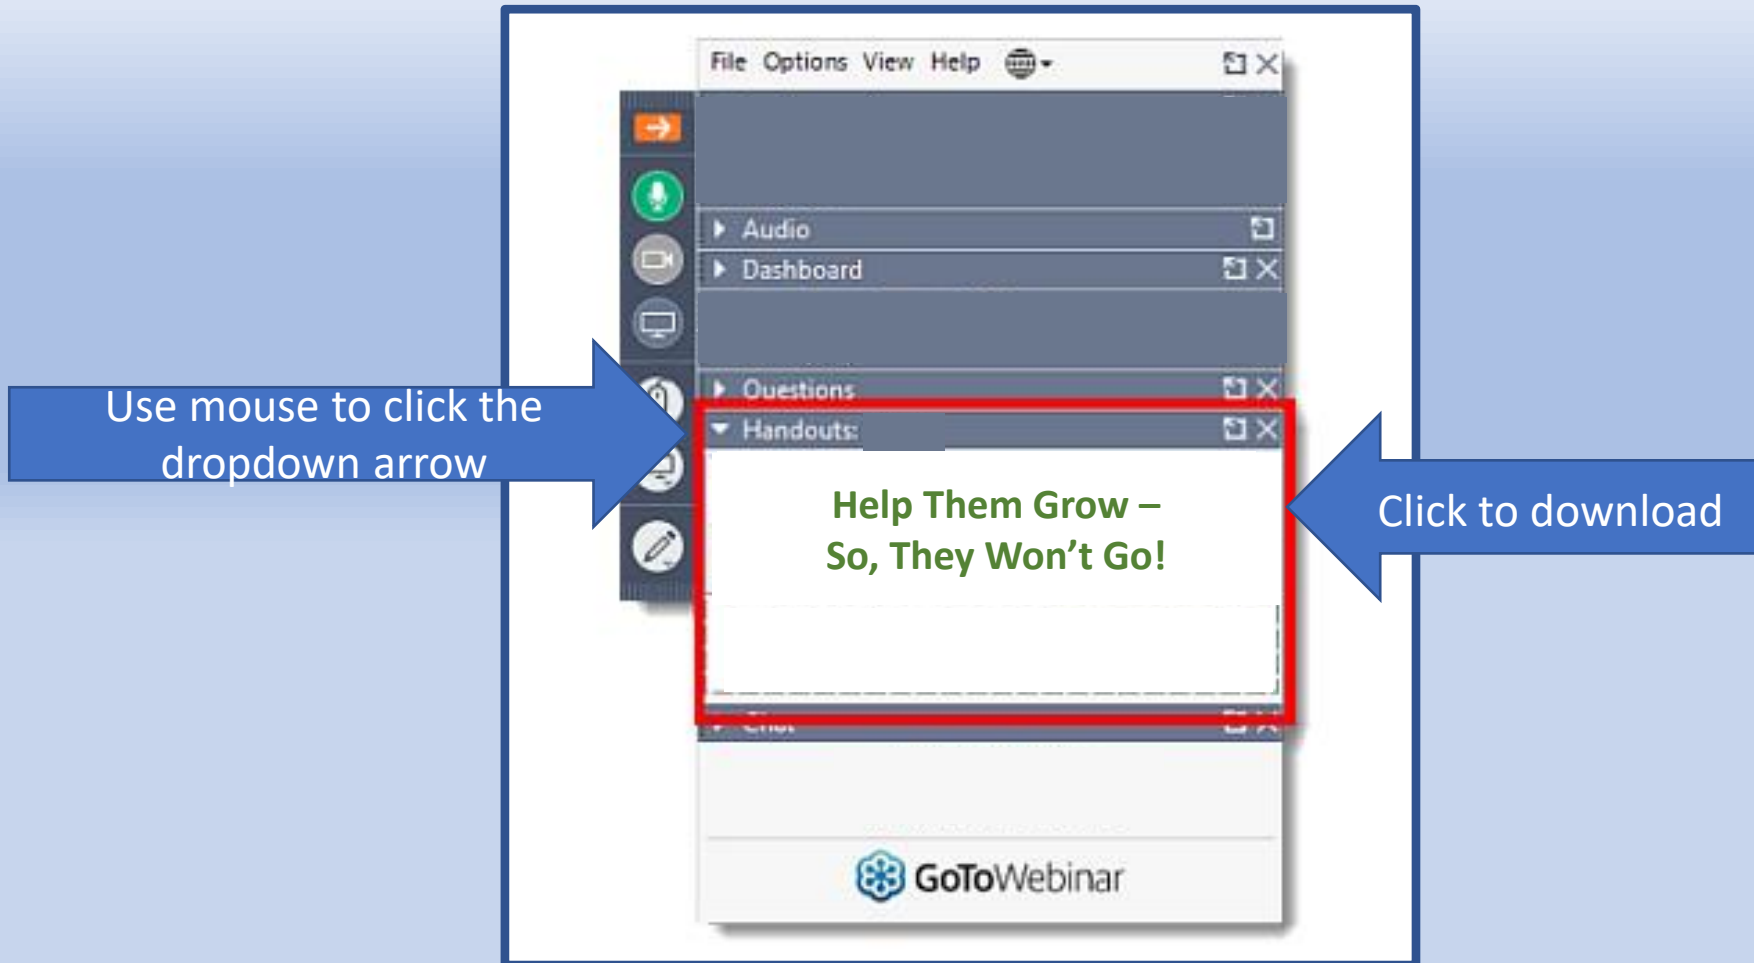 File Options View Help
Audio
Dashboard
Questions
Handouts:
Use mouse to click the
dropdown arrow
Help Them Grow –
So, They Won't Go!
Click to download
Chat
GoToWebinar